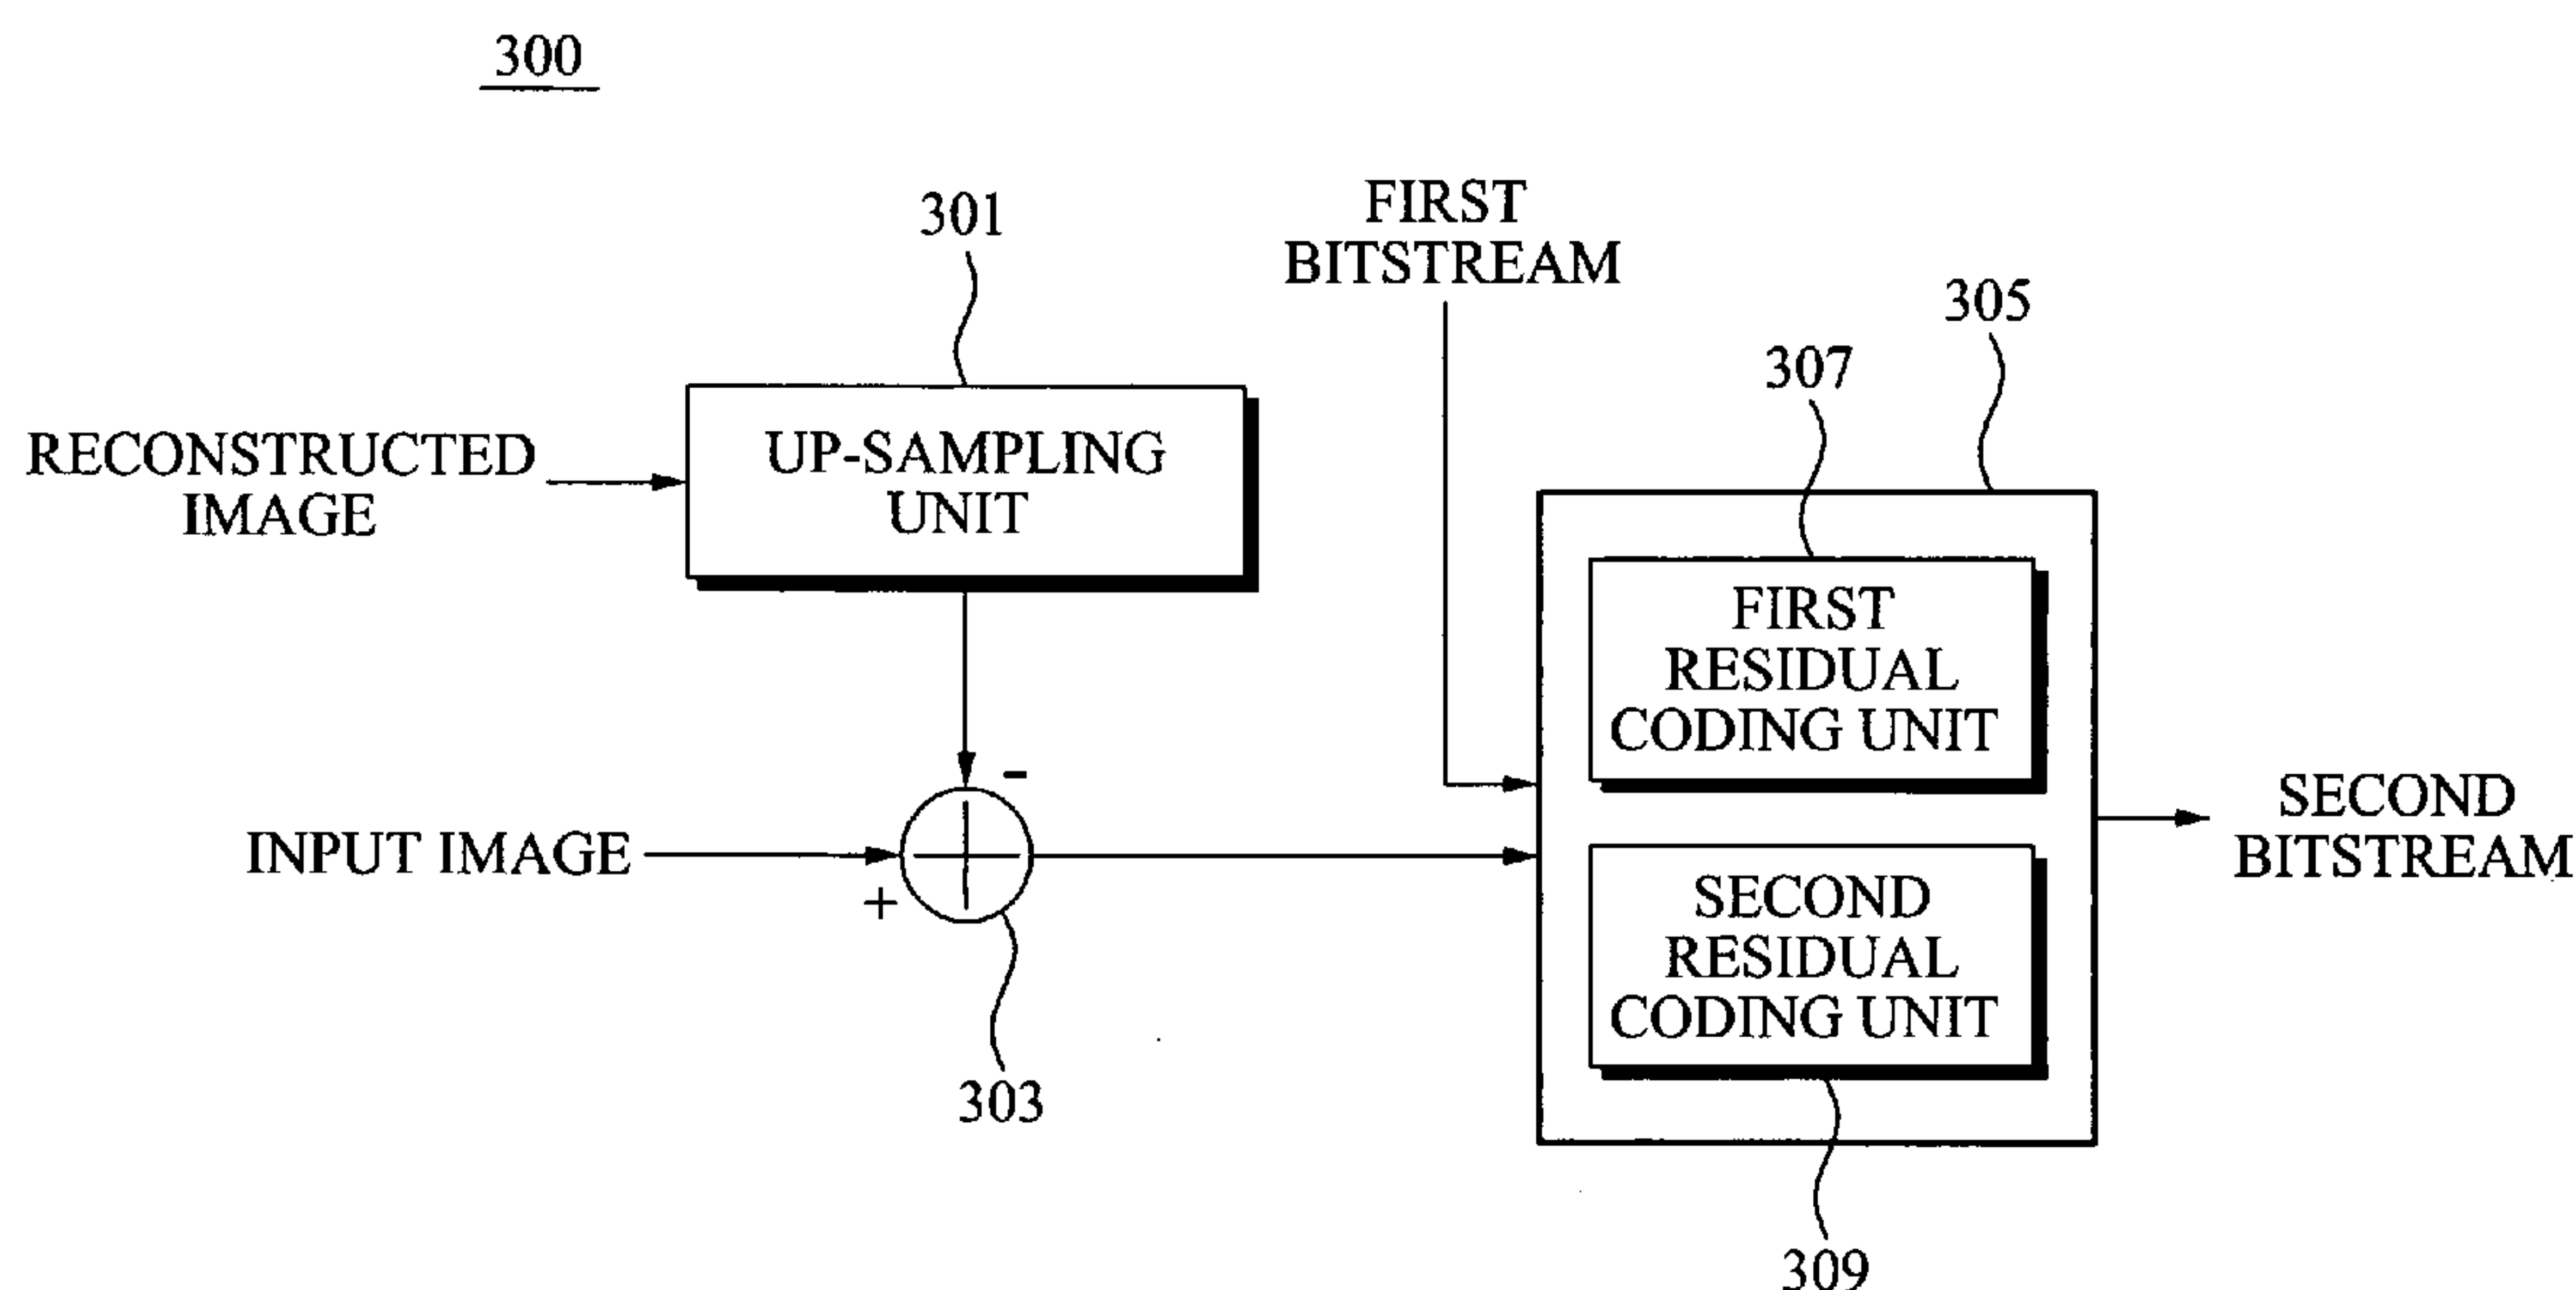 300
301
FIRST
BITSTREAM
305
307
RECONSTRUCTED
IMAGE
UP-SAMPLING
UNIT
FIRST
RESIDUAL
CODING UNIT
-
INPUT IMAGE
+
SECOND
BITSTREAM
SECOND
RESIDUAL
CODING UNIT
303
309